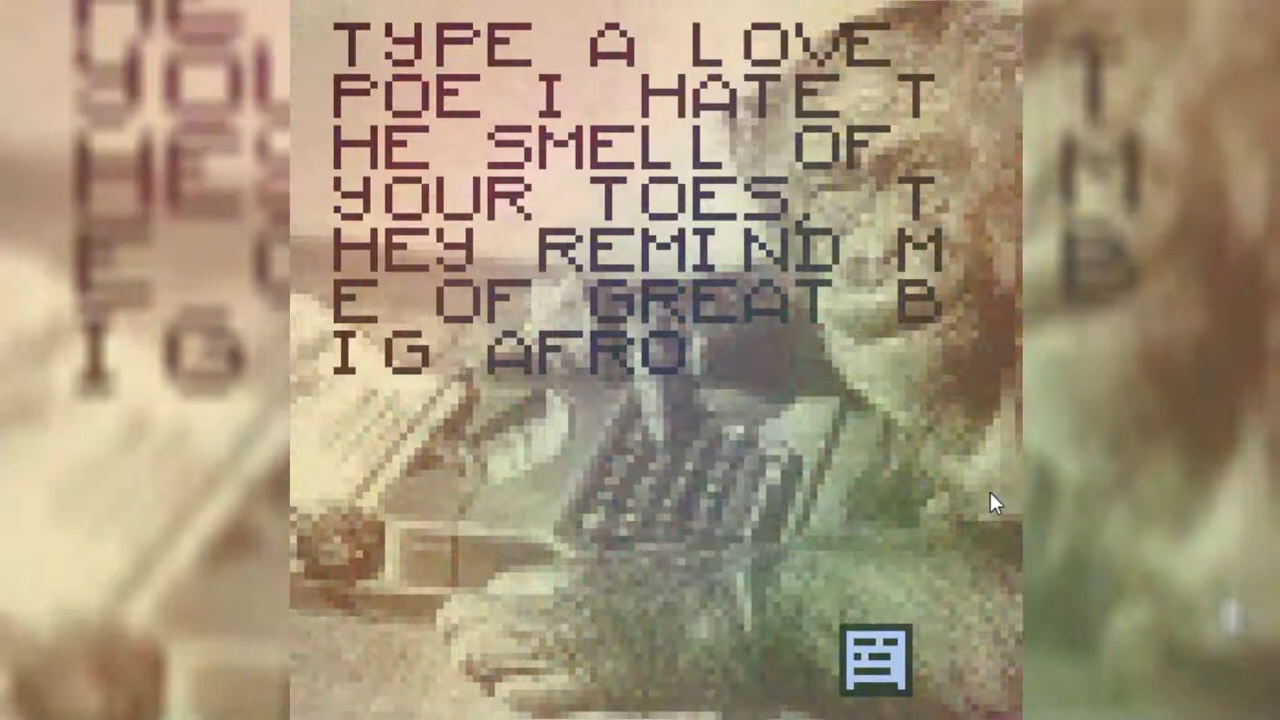 TYPE A LOVE
POE I HATE T
HE SMELL OF
YOUR TOES, T
HEY REMIND M
E OF GREAT B
IG AFRO